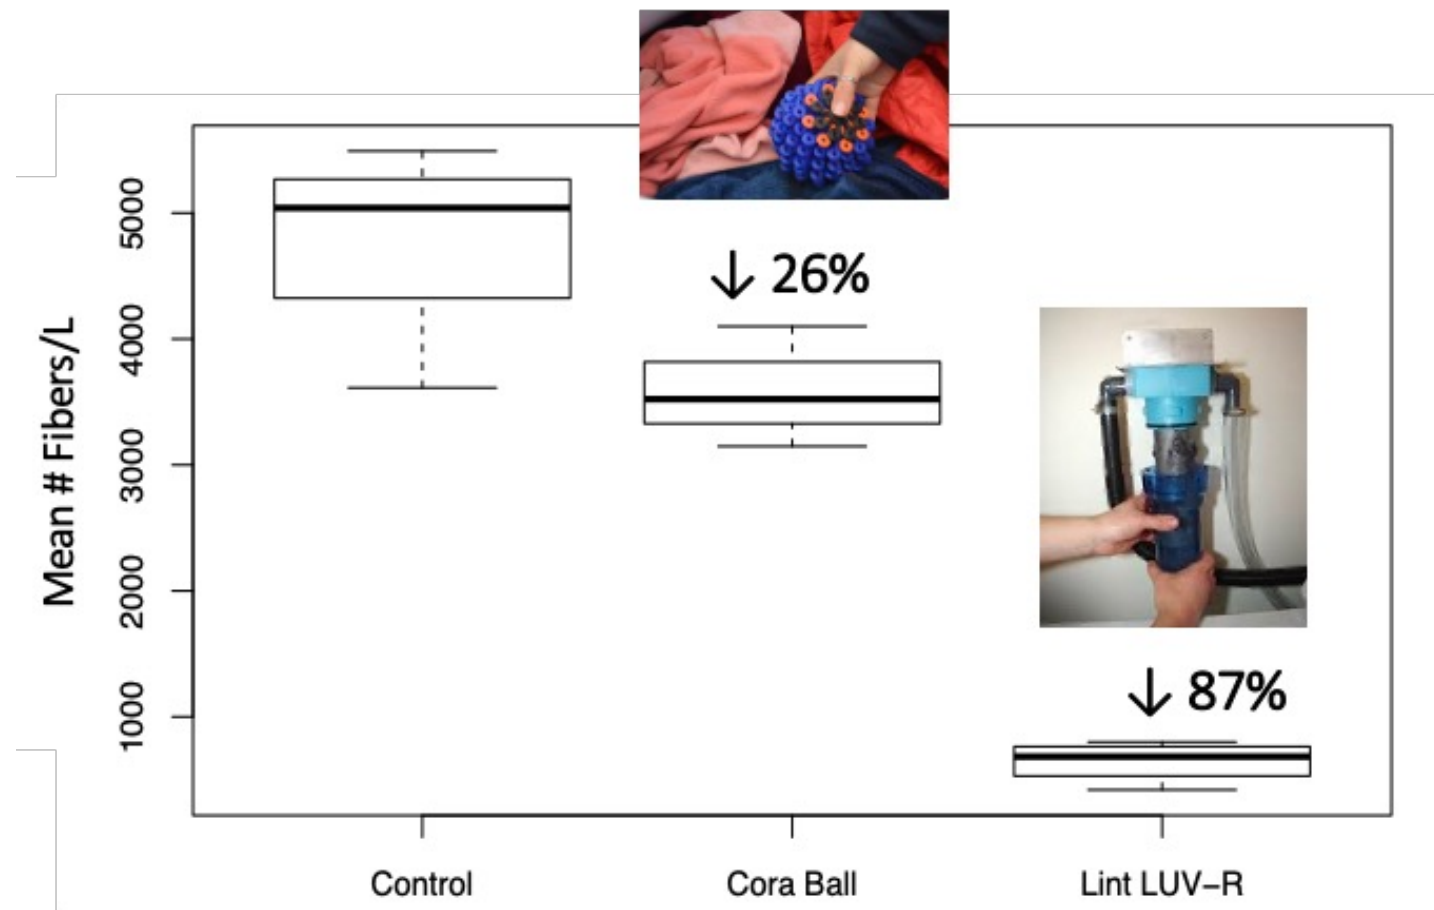 Mean # Fibers/L
5000
4000
3000
2000
1000
↓ 26%
↓ 87%
Control
Cora Ball
Lint LUV−R